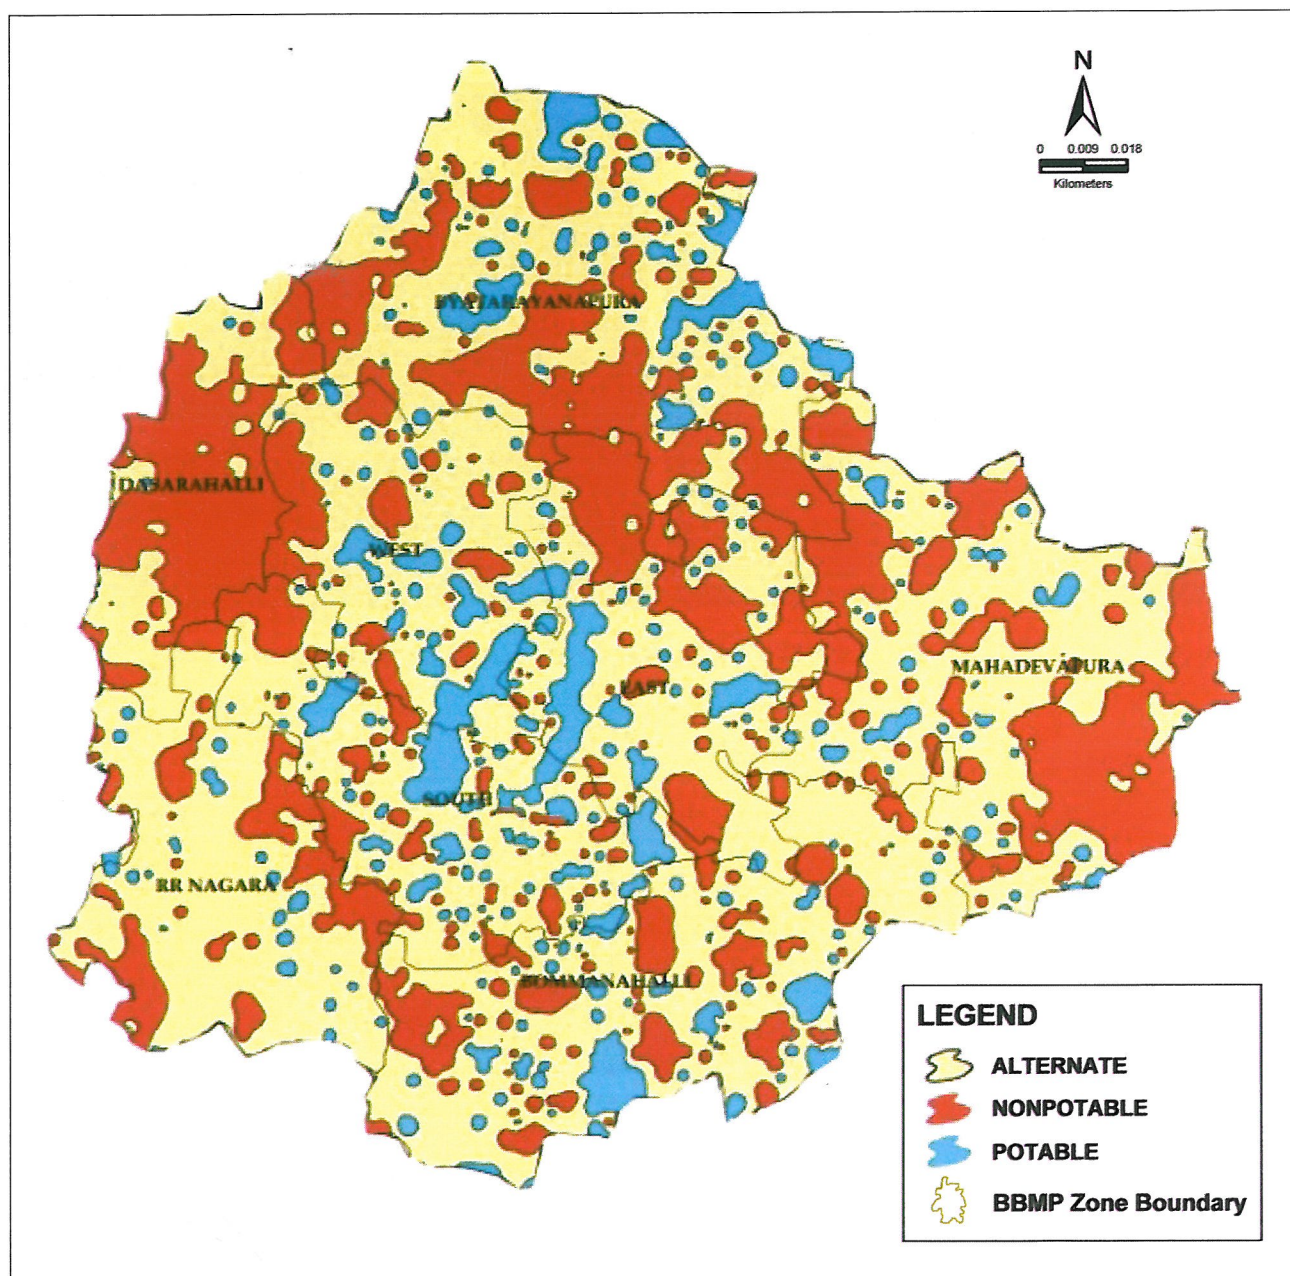 N
0 0.009 0.018
Kilometers
BYATARAYANAPURA
DASARAHALLI
WEST
MAHADEVAPURA
EAST
SOUTH
RR NAGARA
BOMMANAHALLI
LEGEND
ALTERNATE
NONPOTABLE
POTABLE
BBMP Zone Boundary